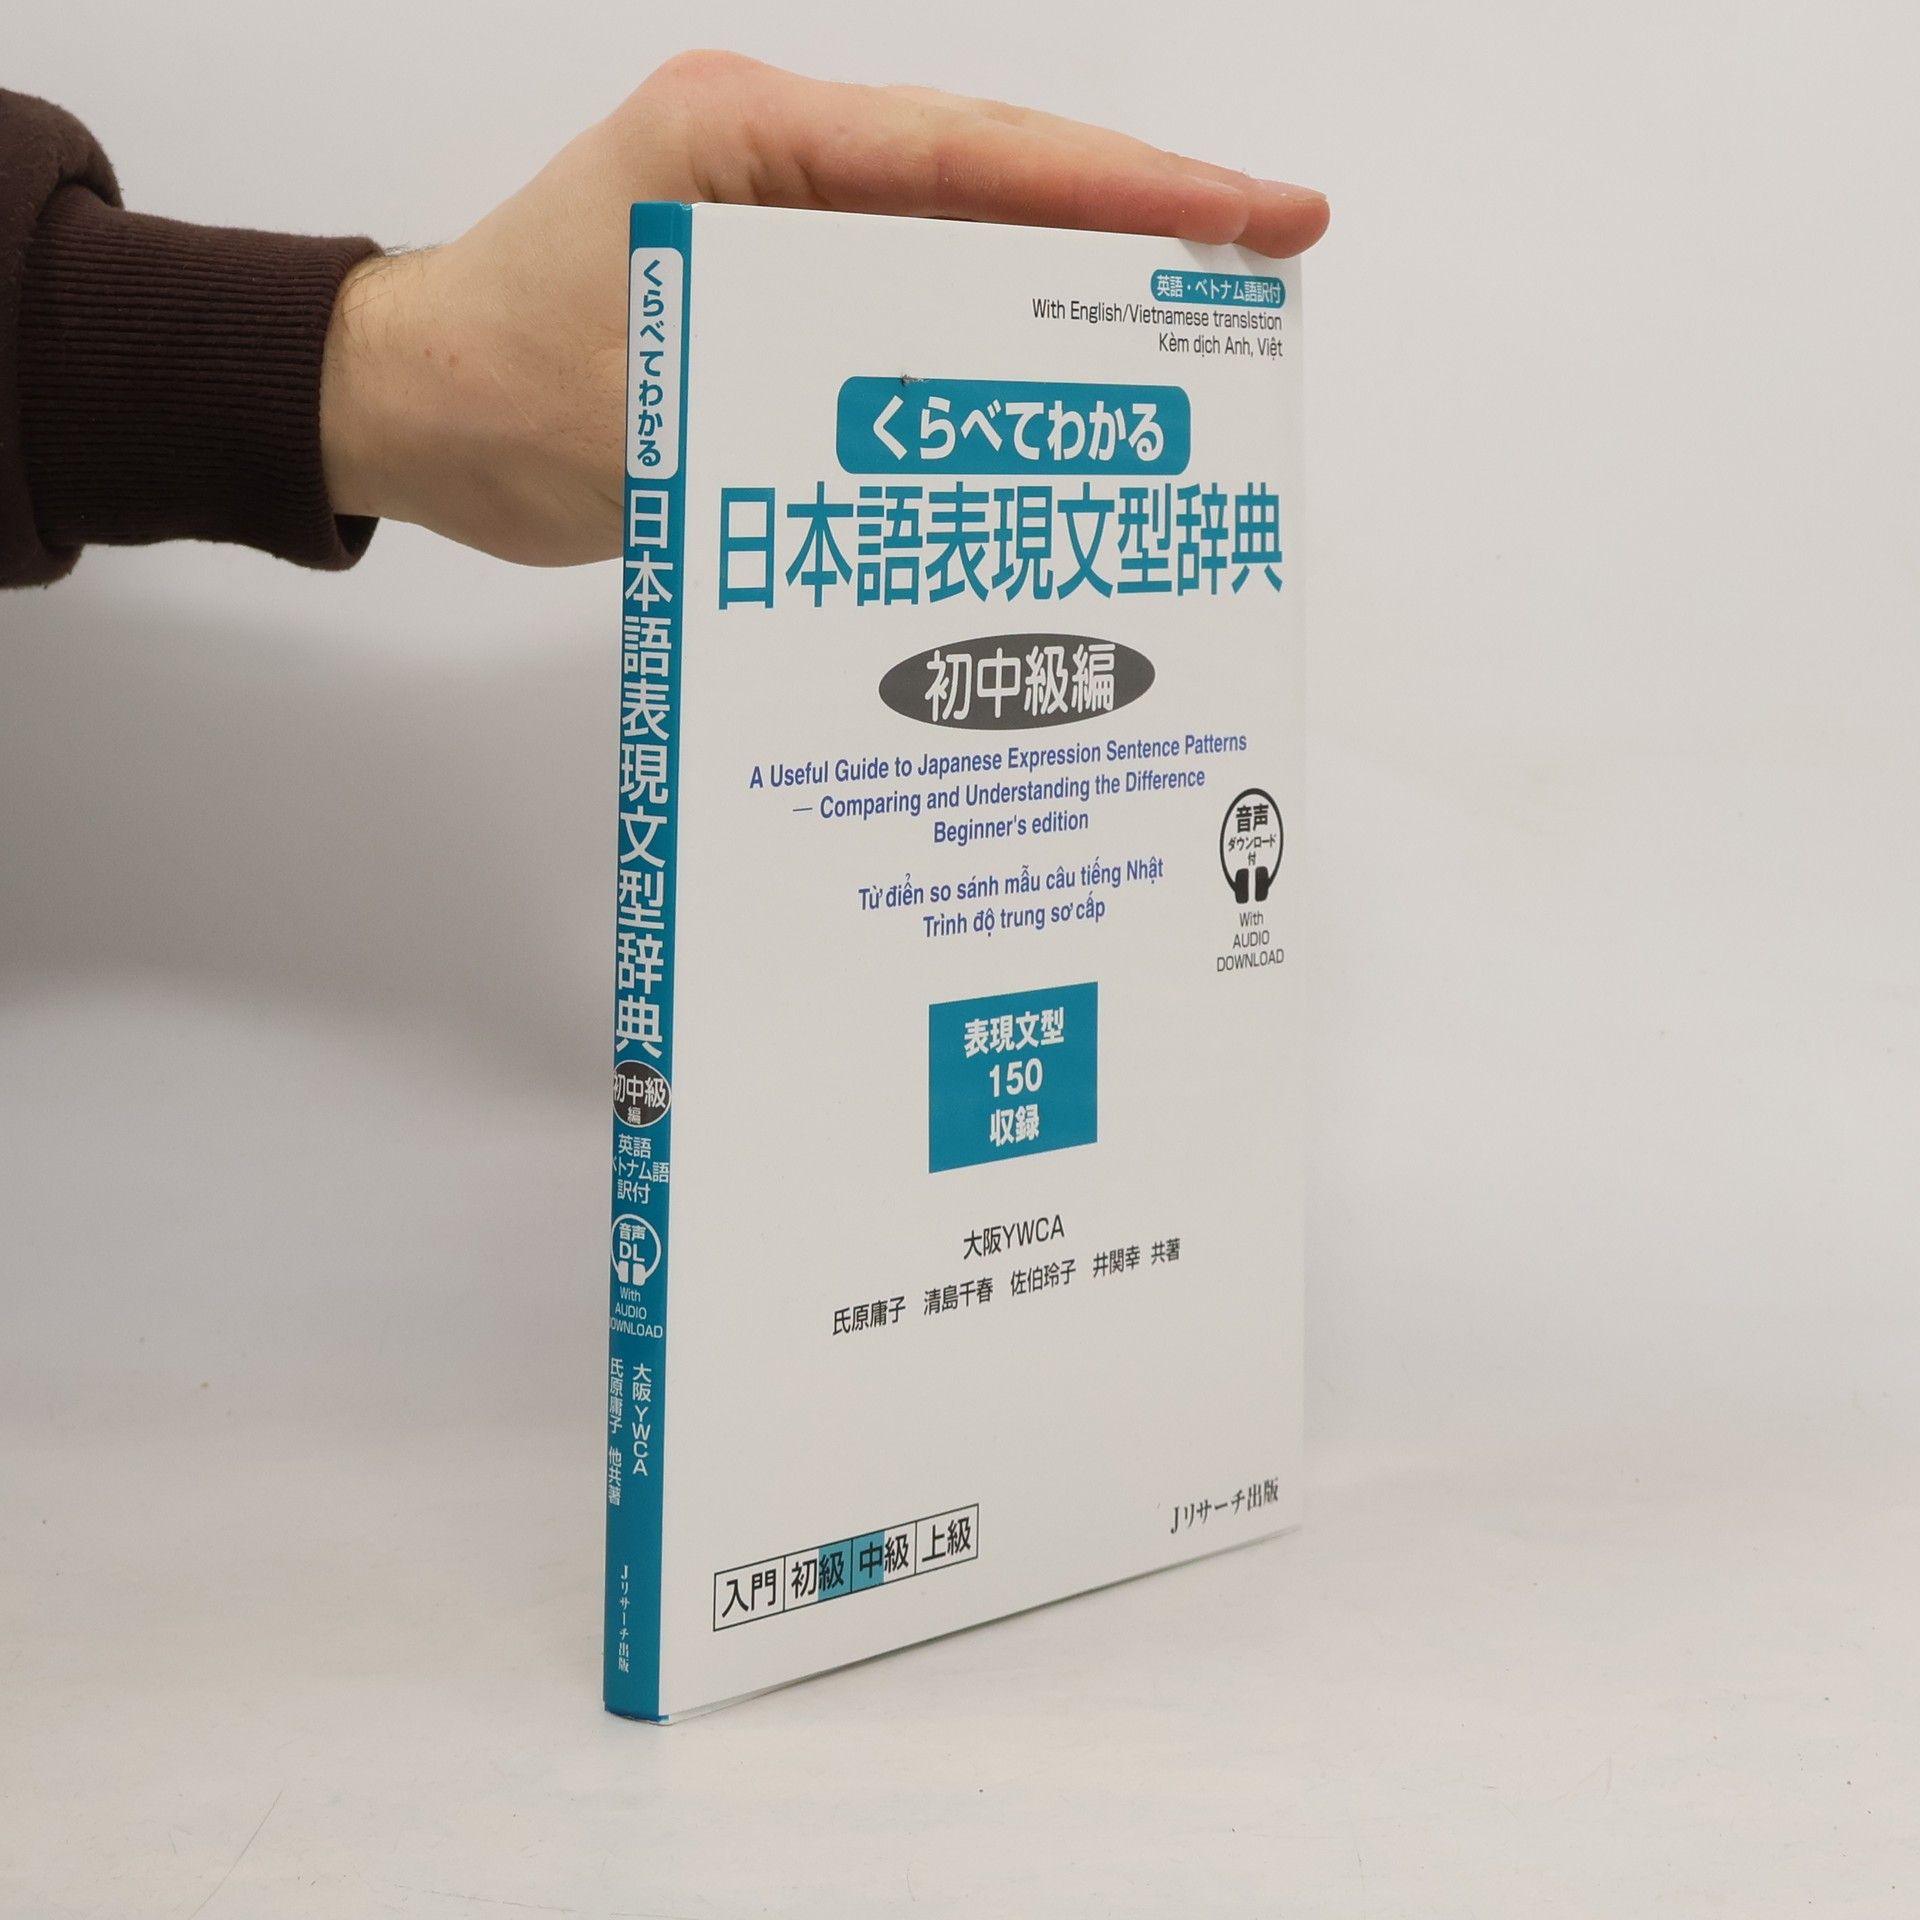 くらべてわかる
日本語表現文型辞典
初中級
編
英語
ベトナム語
訳付
音声
DL
With
AUDIO
DOWNLOAD
大阪YWCA
氏原庸子 他共著
Jリサーチ出版
英語・ベトナム語訳付
With English/Vietnamese translstion
Kèm dịch Anh, Việt
くらべてわかる
日本語表現文型辞典
初中級編
A Useful Guide to Japanese Expression Sentence Patterns
— Comparing and Understanding the Difference
Beginner's edition
Từ điển so sánh mẫu câu tiếng Nhật
Trình độ trung sơ cấp
音声
ダウンロード
付
With
AUDIO
DOWNLOAD
表現文型
150
収録
大阪YWCA
氏原庸子 清島千春 佐伯玲子 井関幸 共著
入門 初級 中級 上級
Jリサーチ出版